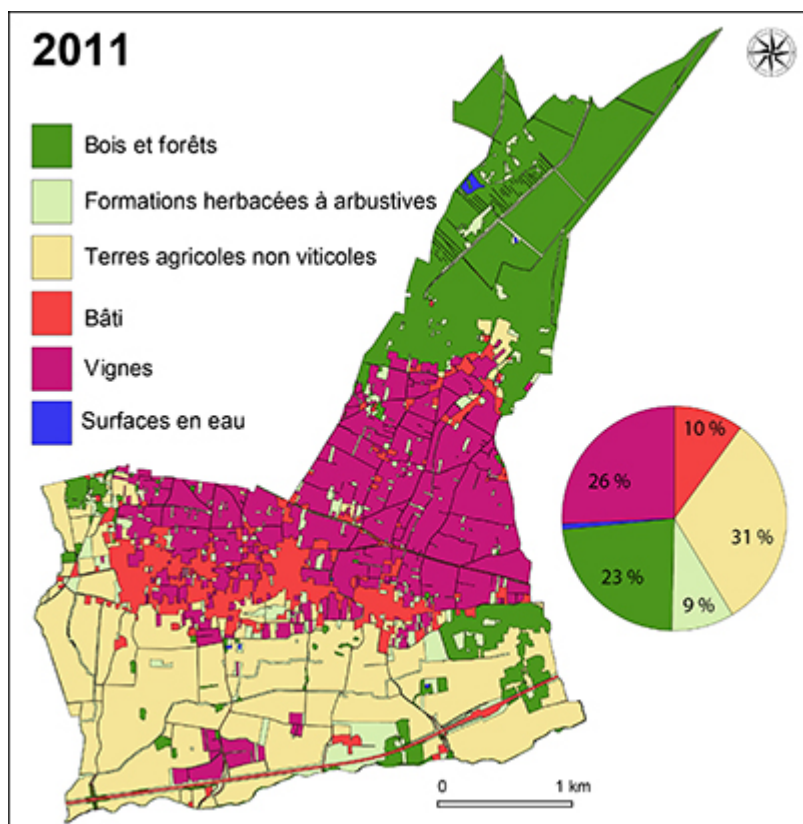 2011
Bois et forêts
Formations herbacées à arbustives
Terres agricoles non viticoles
Bâti
Vignes
Surfaces en eau
10 %
26 %
31 %
23 %
9 %
0 1 km